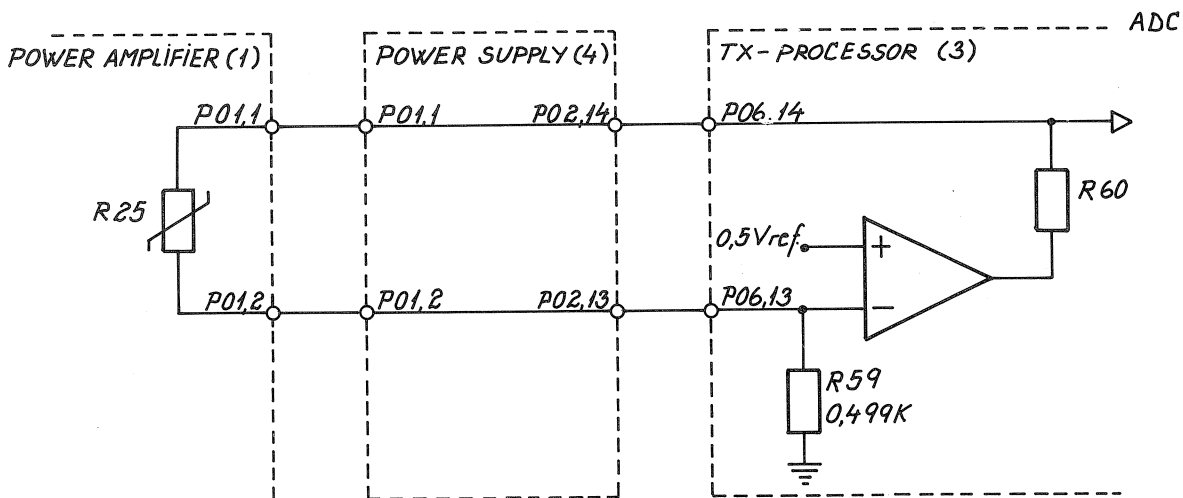 ADC
POWER AMPLIFIER (1)
POWER SUPPLY (4)
TX-PROCESSOR (3)
P01,1
P01,1
P02,14
P06.14
R25
R60
0,5Vref.
+
P01,2
P01,2
P02,13
P06,13
−
R59
0,499K